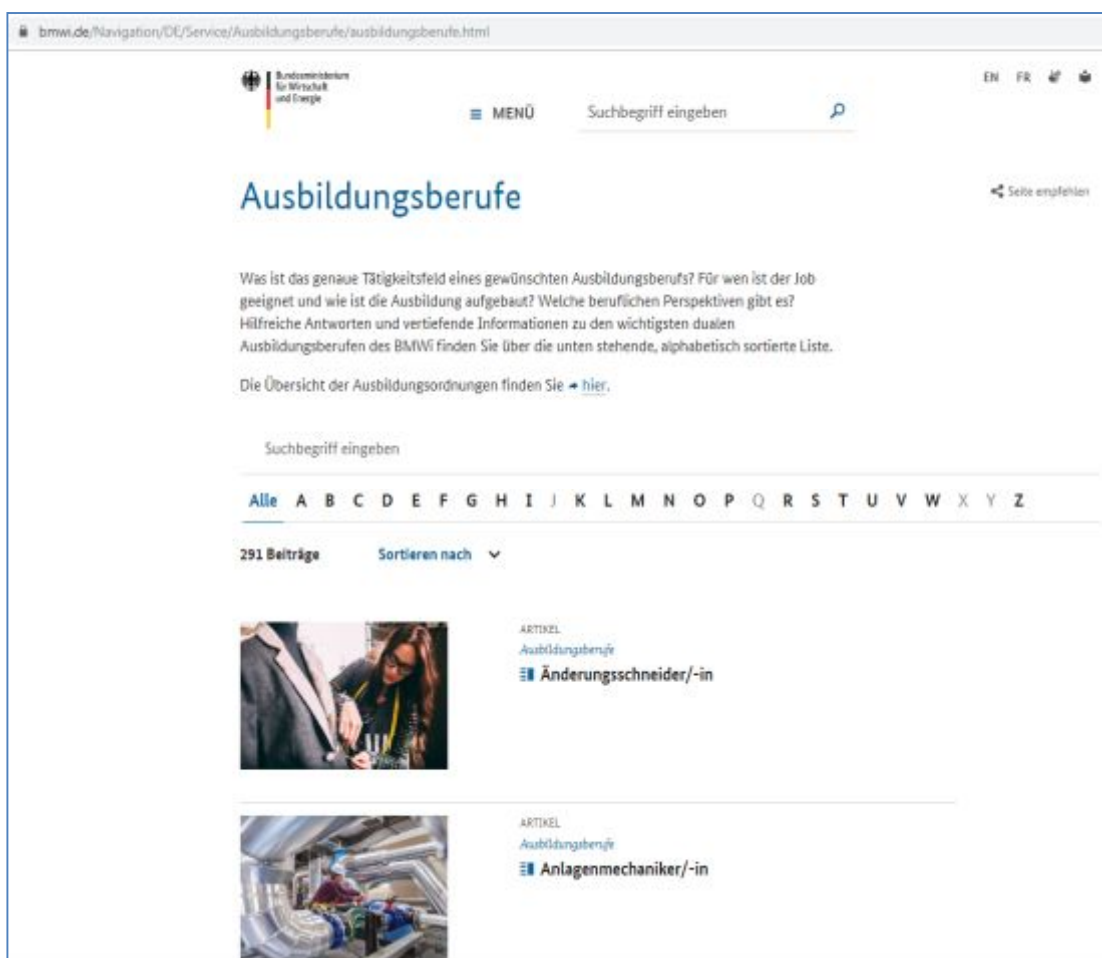 bmwi.de/Navigation/DE/Service/Ausbildungsberufe/ausbildungsberufe.html
Bundesministerium
für Wirtschaft
und Energie
EN FR
MENÜ
Suchbegriff eingeben
Ausbildungsberufe
Seite empfehlen
Was ist das genaue Tätigkeitsfeld eines gewünschten Ausbildungsberufs? Für wen ist der Job
geeignet und wie ist die Ausbildung aufgebaut? Welche beruflichen Perspektiven gibt es?
Hilfreiche Antworten und vertiefende Informationen zu den wichtigsten dualen
Ausbildungsberufen des BMWi finden Sie über die unten stehende, alphabetisch sortierte Liste.
Die Übersicht der Ausbildungsordnungen finden Sie → hier.
Suchbegriff eingeben
Alle A B C D E F G H I J K L M N O P Q R S T U V W X Y Z
291 Beiträge Sortieren nach
ARTIKEL
Ausbildungsberufe
Änderungsschneider/-in
ARTIKEL
Ausbildungsberufe
Anlagenmechaniker/-in